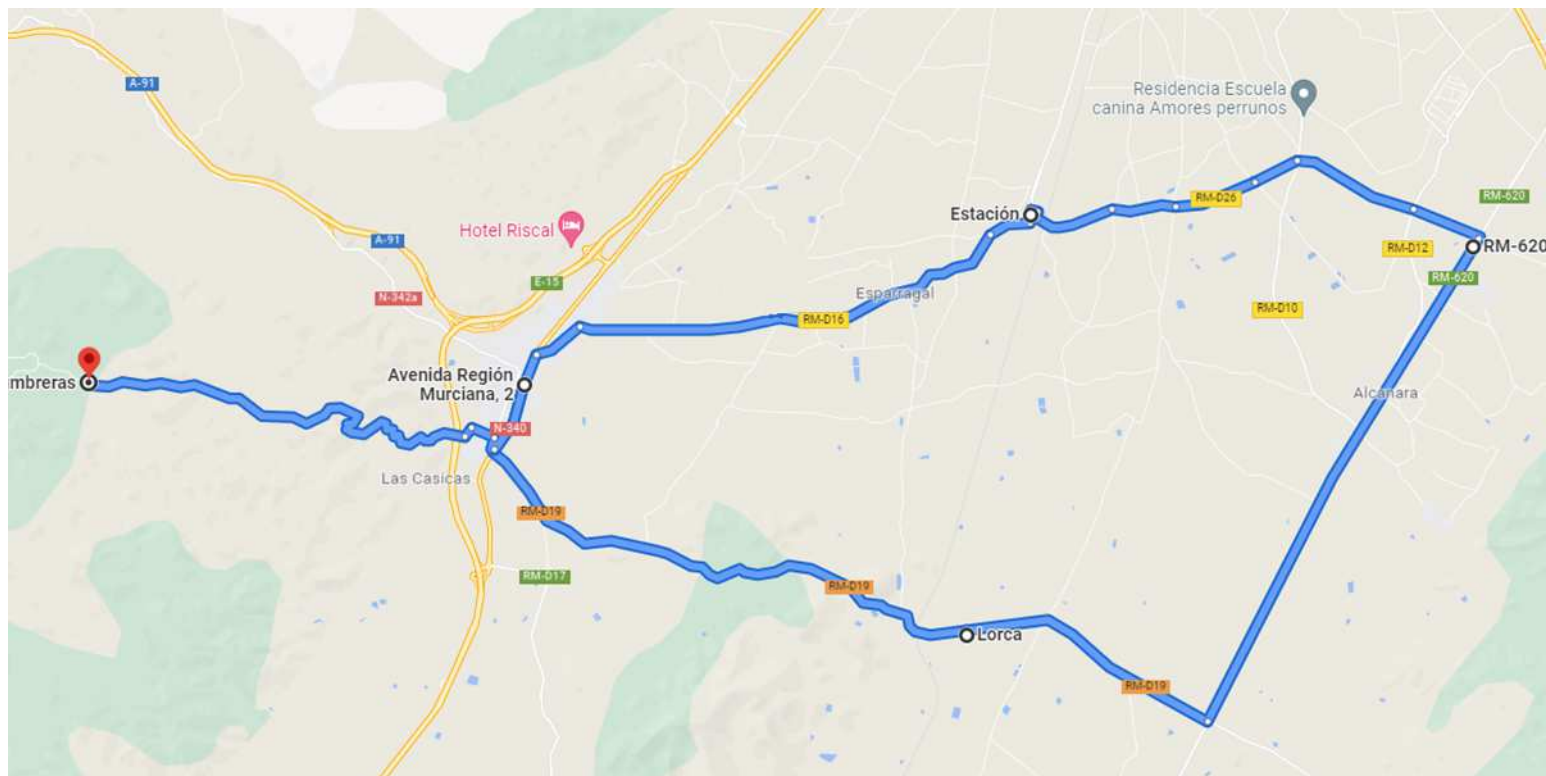 A-91
Residencia Escuela
canina Amores perrunos
RM-D26
RM-620
Estación
Hotel Riscal
A-91
RM-620
RM-D12
RM-620
E-15
N-342a
Esparragal
RM-D10
RM-D16
mbreras
Avenida Región
Murciana, 2
Alcanara
N-340
Las Casicas
RM-D19
RM-D17
RM-D19
Lorca
RM-D19